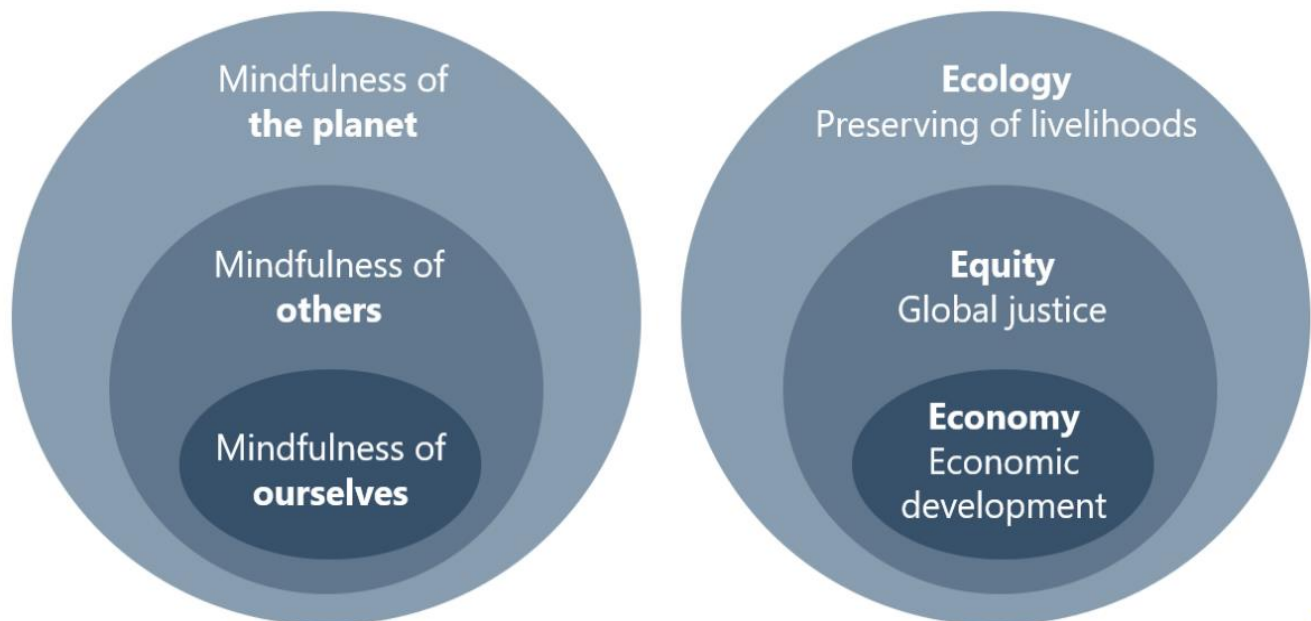 Mindfulness of
the planet
Mindfulness of
others
Mindfulness of
ourselves
Ecology
Preserving of livelihoods
Equity
Global justice
Economy
Economic
development